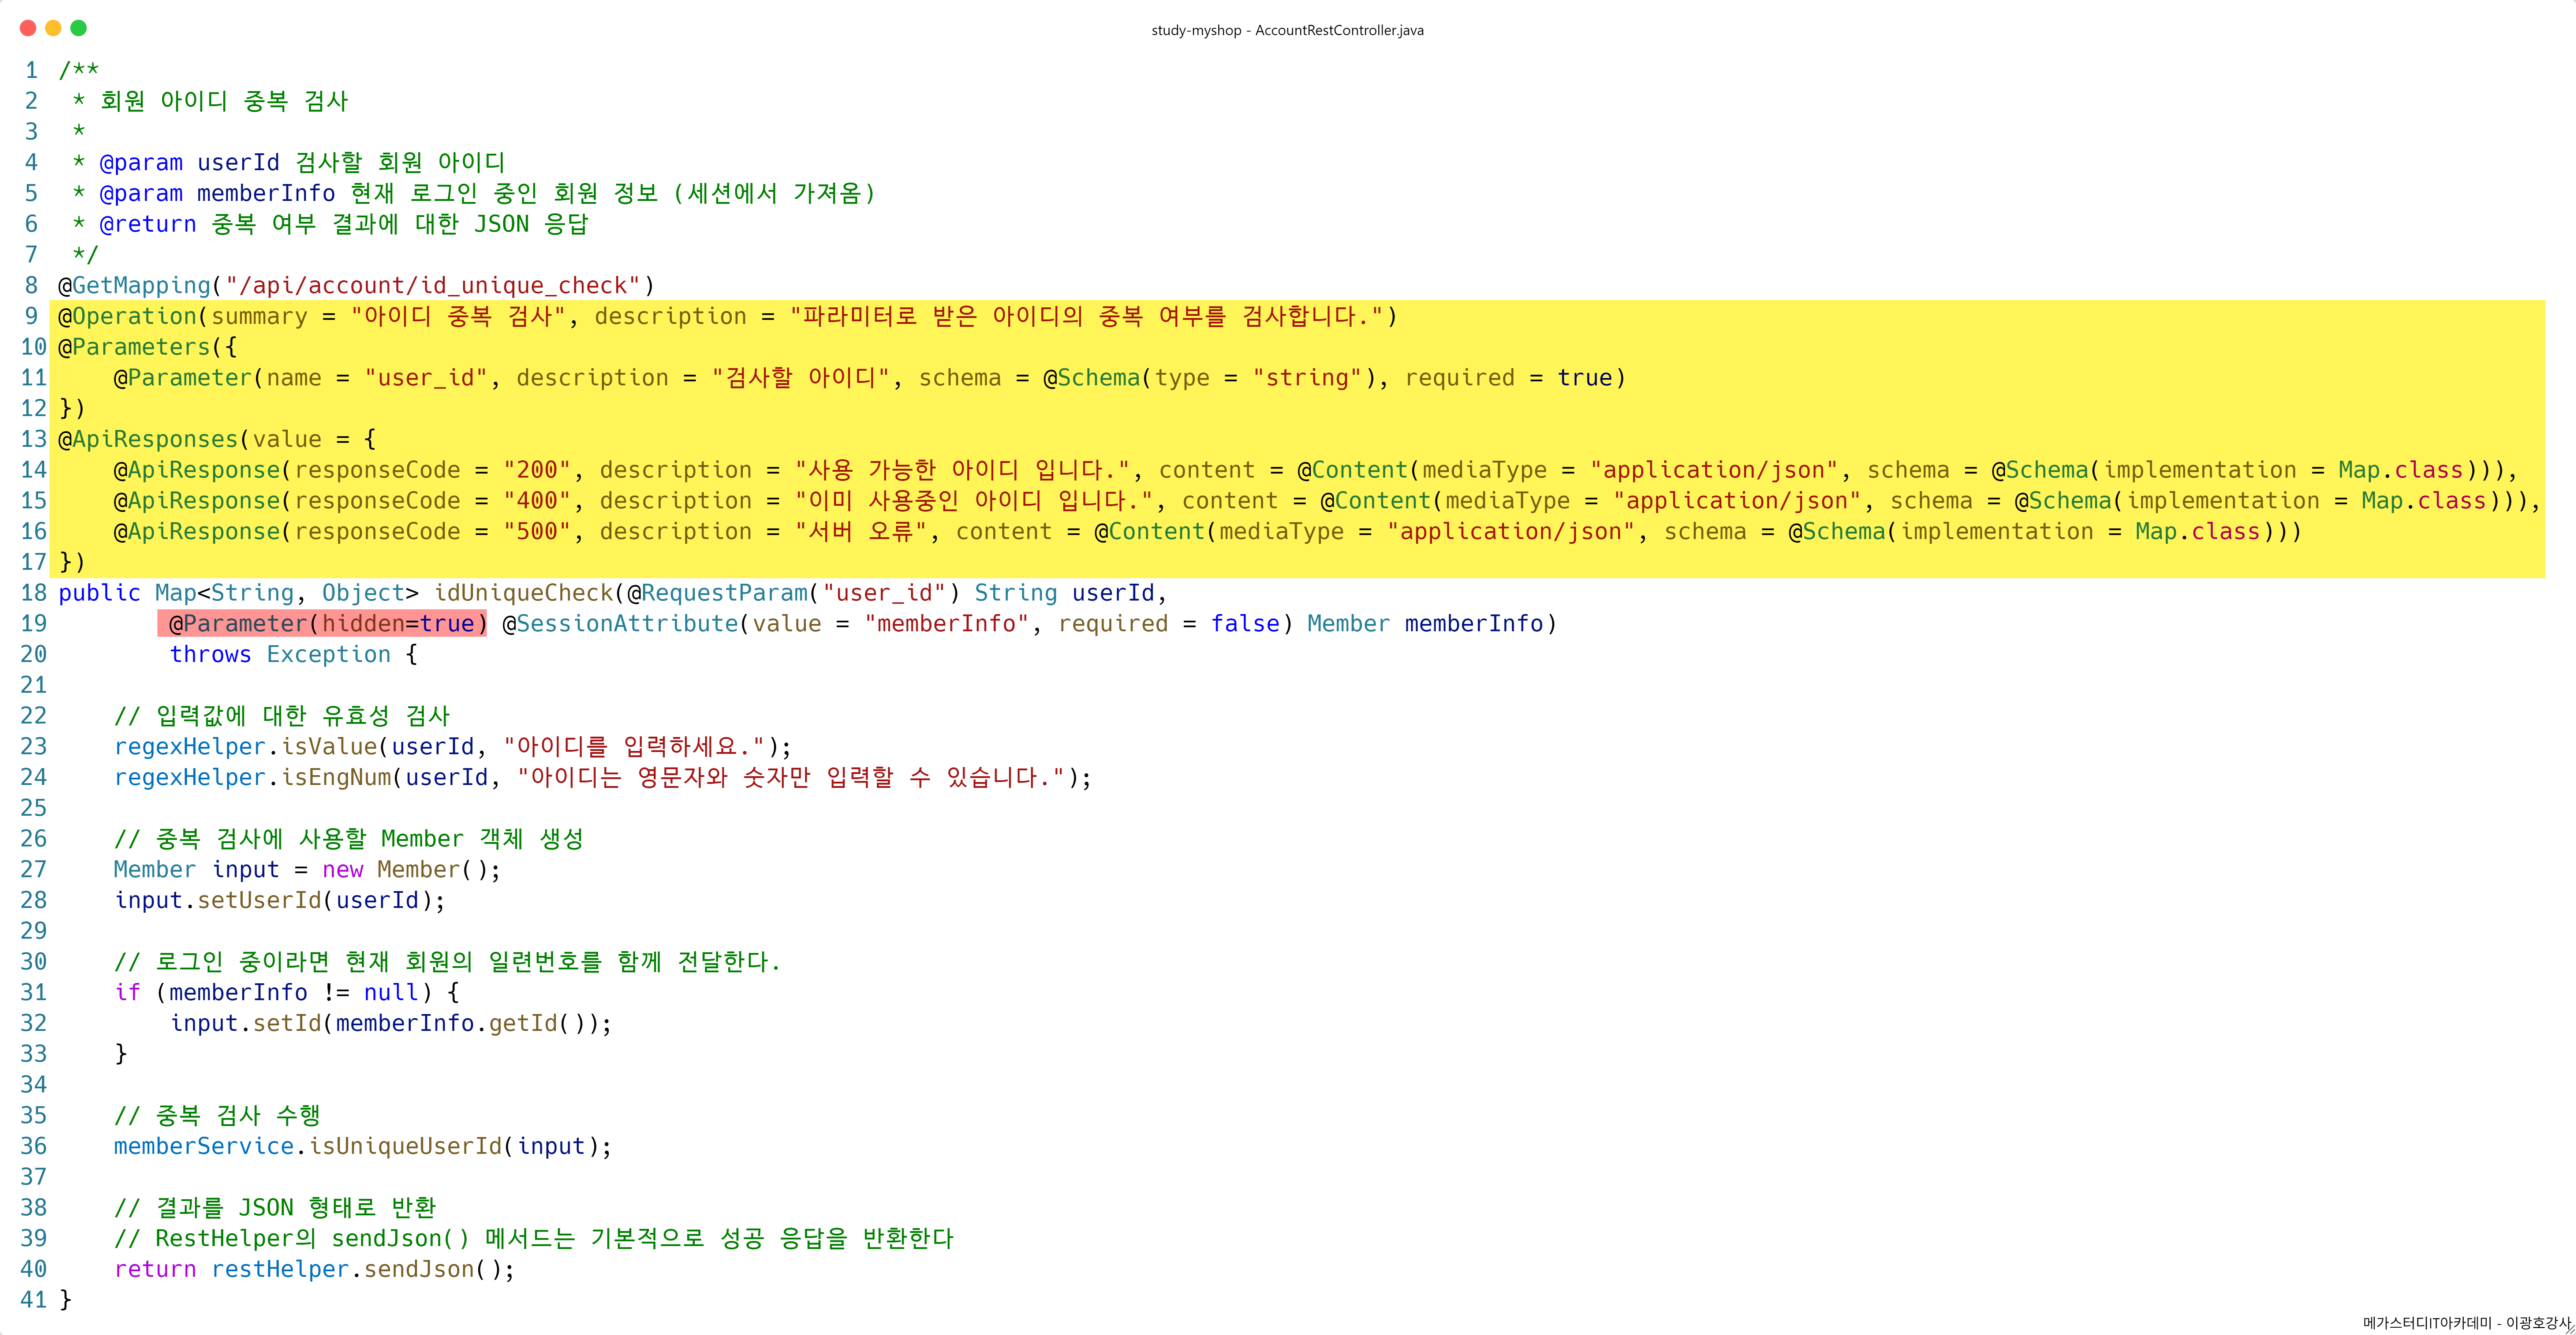 study-myshop - AccountRestController.java
1 /**
2  * 회원 아이디 중복 검사
3  *
4  * @param userId 검사할 회원 아이디
5  * @param memberInfo 현재 로그인 중인 회원 정보 (세션에서 가져옴)
6  * @return 중복 여부 결과에 대한 JSON 응답
7  */
8 @GetMapping("/api/account/id_unique_check")
9 @Operation(summary = "아이디 중복 검사", description = "파라미터로 받은 아이디의 중복 여부를 검사합니다.")
10 @Parameters({
11     @Parameter(name = "user_id", description = "검사할 아이디", schema = @Schema(type = "string"), required = true)
12 })
13 @ApiResponses(value = {
14     @ApiResponse(responseCode = "200", description = "사용 가능한 아이디 입니다.", content = @Content(mediaType = "application/json", schema = @Schema(implementation = Map.class))),
15     @ApiResponse(responseCode = "400", description = "이미 사용중인 아이디 입니다.", content = @Content(mediaType = "application/json", schema = @Schema(implementation = Map.class))),
16     @ApiResponse(responseCode = "500", description = "서버 오류", content = @Content(mediaType = "application/json", schema = @Schema(implementation = Map.class)))
17 })
18 public Map<String, Object> idUniqueCheck(@RequestParam("user_id") String userId,
19         @Parameter(hidden=true) @SessionAttribute(value = "memberInfo", required = false) Member memberInfo)
20         throws Exception {
21
22     // 입력값에 대한 유효성 검사
23     regexHelper.isValue(userId, "아이디를 입력하세요.");
24     regexHelper.isEngNum(userId, "아이디는 영문자와 숫자만 입력할 수 있습니다.");
25
26     // 중복 검사에 사용할 Member 객체 생성
27     Member input = new Member();
28     input.setUserId(userId);
29
30     // 로그인 중이라면 현재 회원의 일련번호를 함께 전달한다.
31     if (memberInfo != null) {
32         input.setId(memberInfo.getId());
33     }
34
35     // 중복 검사 수행
36     memberService.isUniqueUserId(input);
37
38     // 결과를 JSON 형태로 반환
39     // RestHelper의 sendJson() 메서드는 기본적으로 성공 응답을 반환한다
40     return restHelper.sendJson();
41 }
메가스터디IT아카데미 - 이광호강사